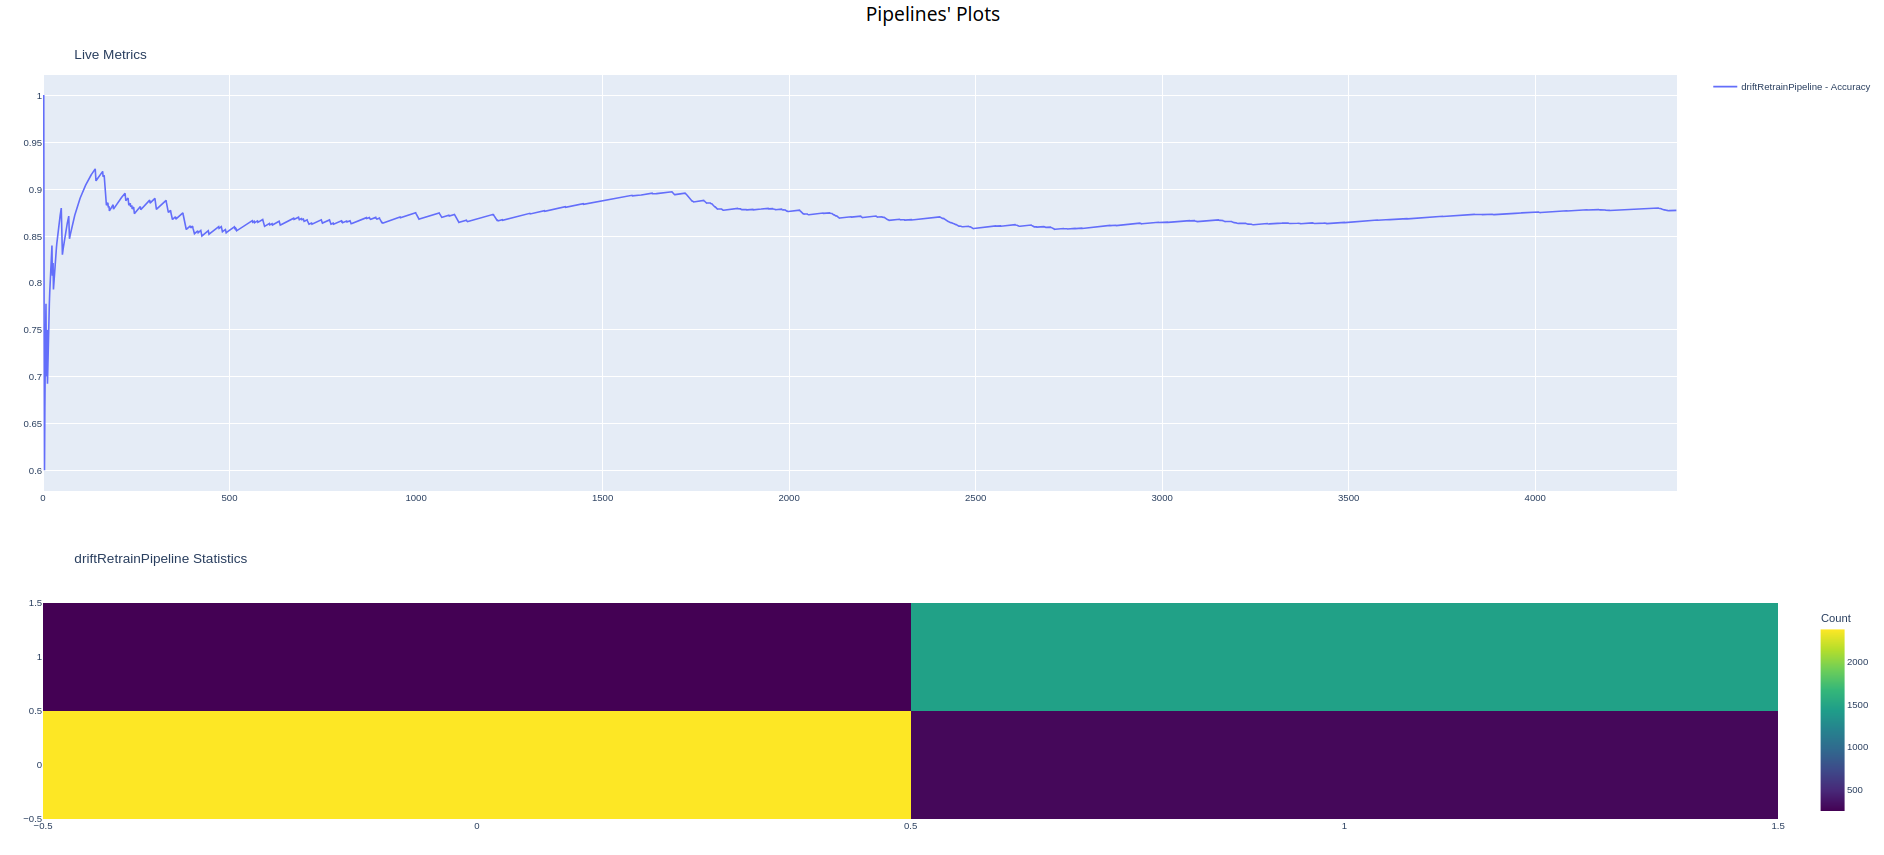 Pipelines' Plots
Live Metrics
driftRetrainPipeline - Accuracy
1
0.95
0.9
0.85
0.8
0.75
0.7
0.65
0.6
0 500 1000 1500 2000 2500 3000 3500 4000
driftRetrainPipeline Statistics
1.5
1
0.5
0
−0.5
−0.5 0 0.5 1 1.5
Count
2000
1500
1000
500